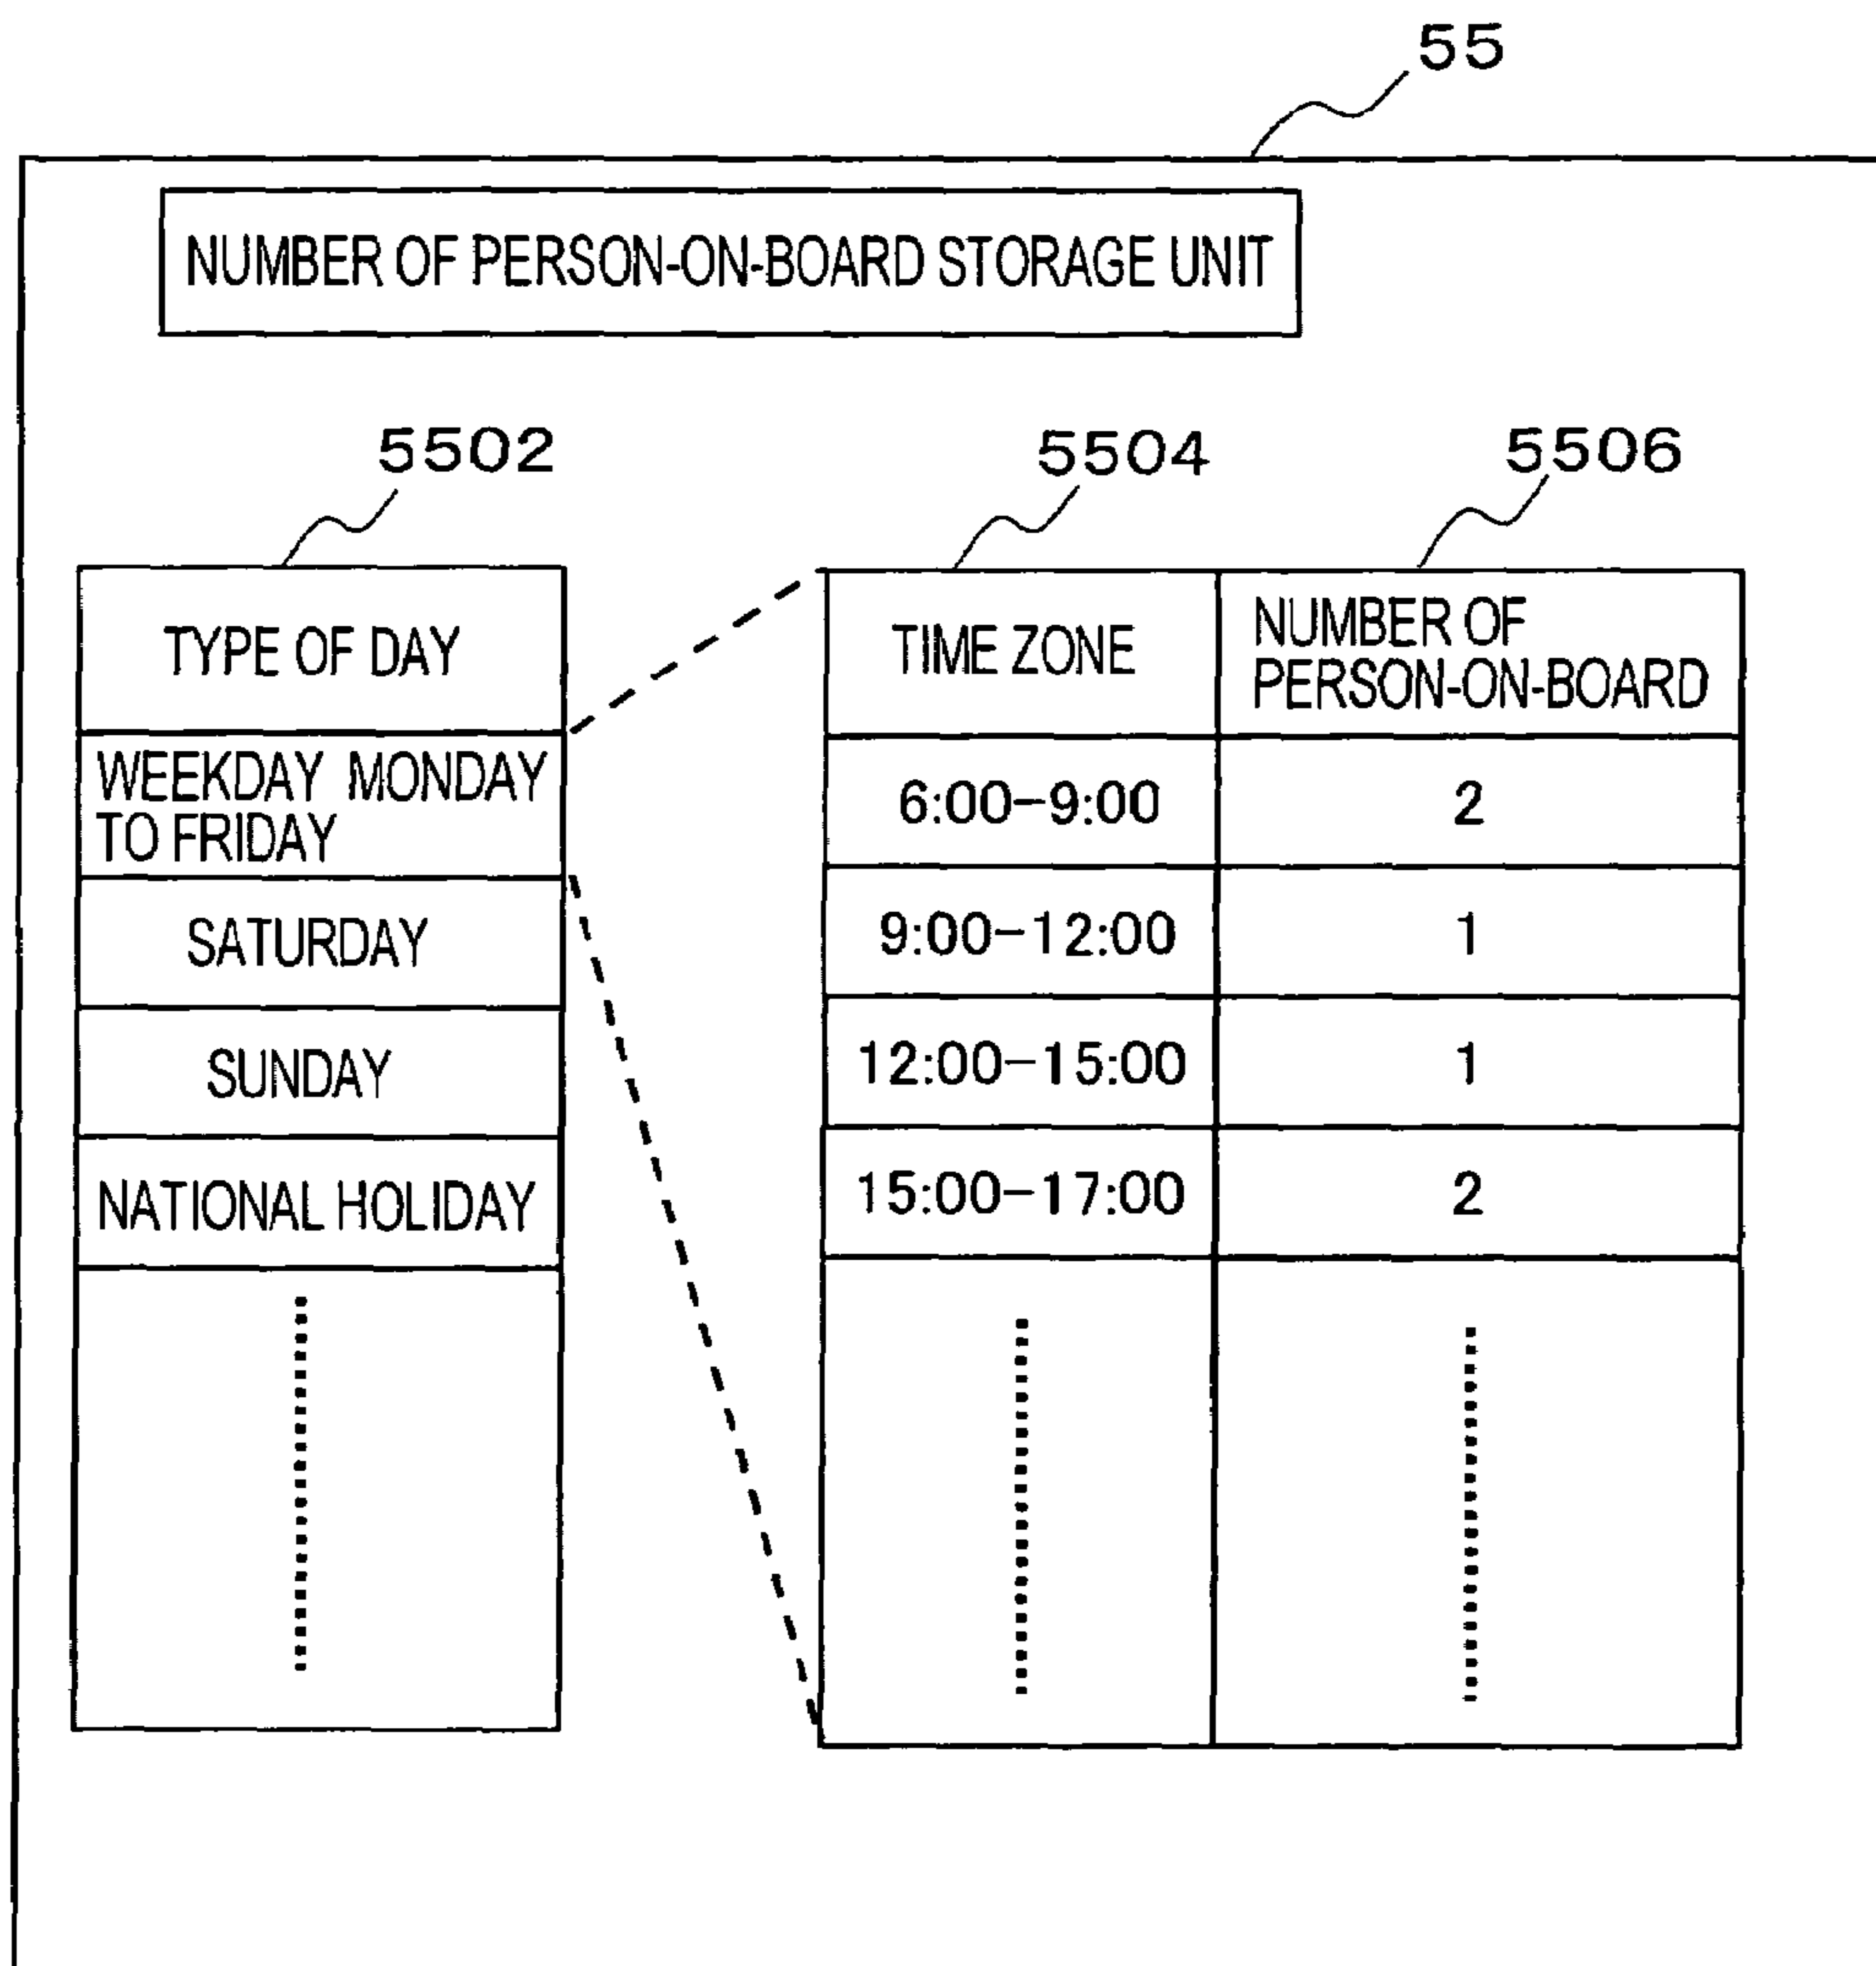 55
NUMBER OF PERSON-ON-BOARD STORAGE UNIT
5502
5504
5506
TYPE OF DAY
WEEKDAY MONDAY
TO FRIDAY
SATURDAY
SUNDAY
NATIONAL HOLIDAY
TIME ZONE
NUMBER OF
PERSON-ON-BOARD
6:00-9:00
2
9:00-12:00
1
12:00-15:00
1
15:00-17:00
2